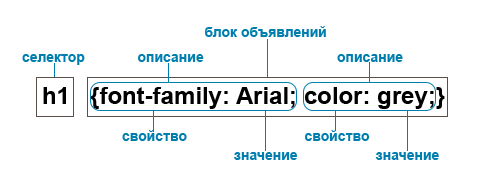 блок объявлений
селектор описание описание
h1 {font-family: Arial; color: grey;}
свойство свойство
значение значение